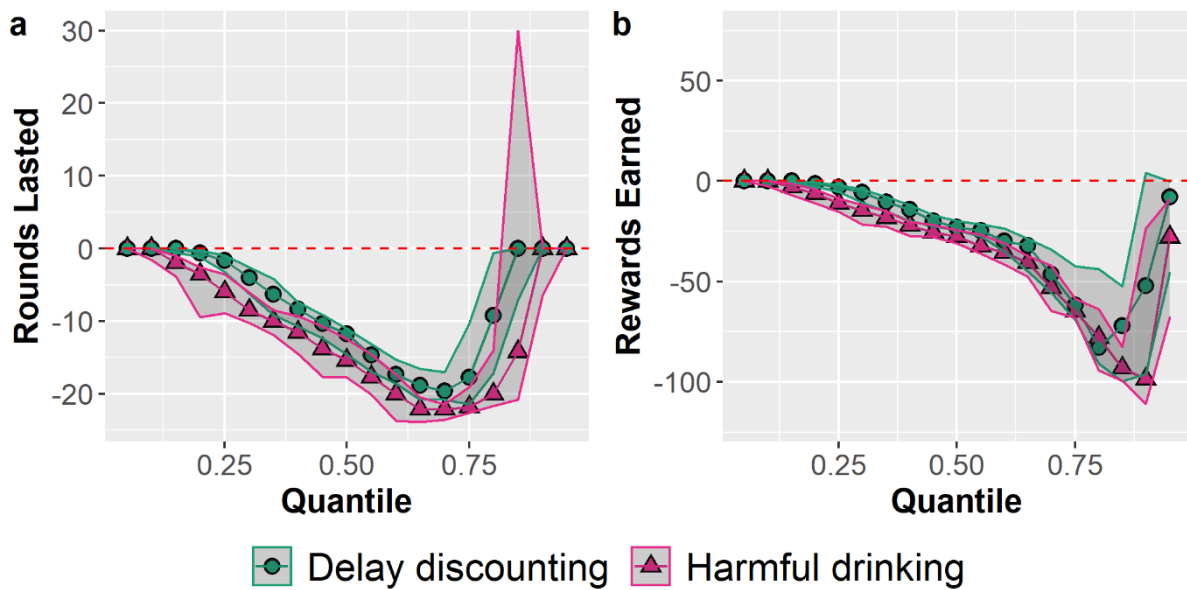 a
Rounds Lasted
30
20
10
0
-10
-20
0.25 0.50 0.75
Quantile
b
Rewards Earned
50
0
-50
-100
0.25 0.50 0.75
Quantile
Delay discounting Harmful drinking